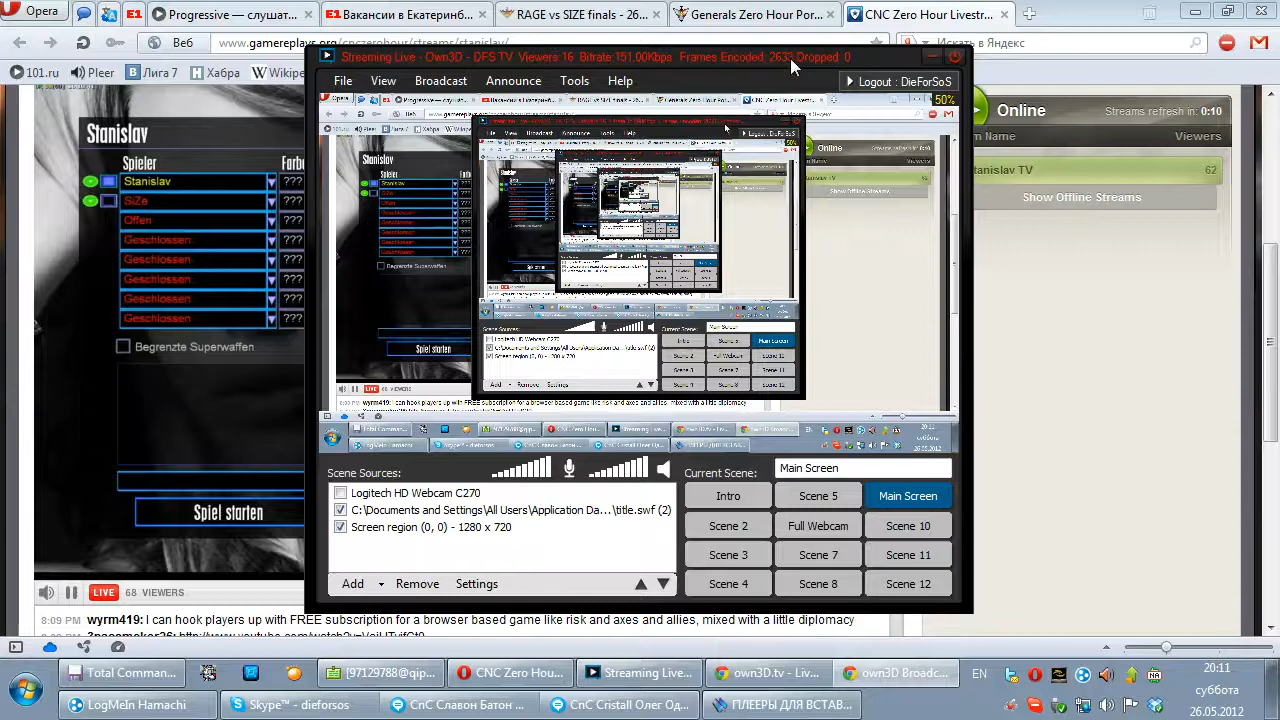 Opera
Progressive – слушат...
Вакансии в Екатеринб...
RAGE vs SIZE finals - 26...
Generals Zero Hour Por...
CNC Zero Hour Livestr...
Веб
www.gamereplays.org/cnczerohour/streams/stanislav/
Искать в Яндекс
101.ru
Pleer
Лига 7
Хабра
Wikipe
Streaming Live - Own3D - DFS TV Viewers:16 Bitrate:151.00Kbps Frames Encoded: 2633 Dropped: 0
File View Broadcast Announce Tools Help
Logout : DieForSoS
50%
Online
Streams refresh in 0:10
Viewers
tanislav TV 62
Show Offline Streams
Stanislav
Spieler Farbe
Stanislav ???
SiZe ???
Offen
Geschlossen ???
Geschlossen ???
Geschlossen ???
Geschlossen ???
Geschlossen ???
Begrenzte Superwaffen
Spiel starten
LIVE 68 VIEWERS
8:09 PM wyrm419: I can hook players up with FREE subscription for a browser based game like risk and axes and allies, mixed with a little diplomacy
Scene Sources:
Logitech HD Webcam C270
C:\Documents and Settings\All Users\Application Da...\title.swf (2)
Screen region (0, 0) - 1280 x 720
Add Remove Settings
Current Scene: Main Screen
Intro Scene 5 Main Screen
Scene 2 Full Webcam Scene 10
Scene 3 Scene 7 Scene 11
Scene 4 Scene 8 Scene 12
Total Comman...
[97129788@qip...
CNC Zero Hou...
Streaming Live...
own3D.tv - Liv...
own3D Broadc...
EN
20:11
суббота
26.05.2012
LogMeIn Hamachi
Skype™ - dieforsos
CnC Славон Батон ...
CnC Cristall Олег Од...
ПЛЕЕРЫ ДЛЯ ВСТАВ...